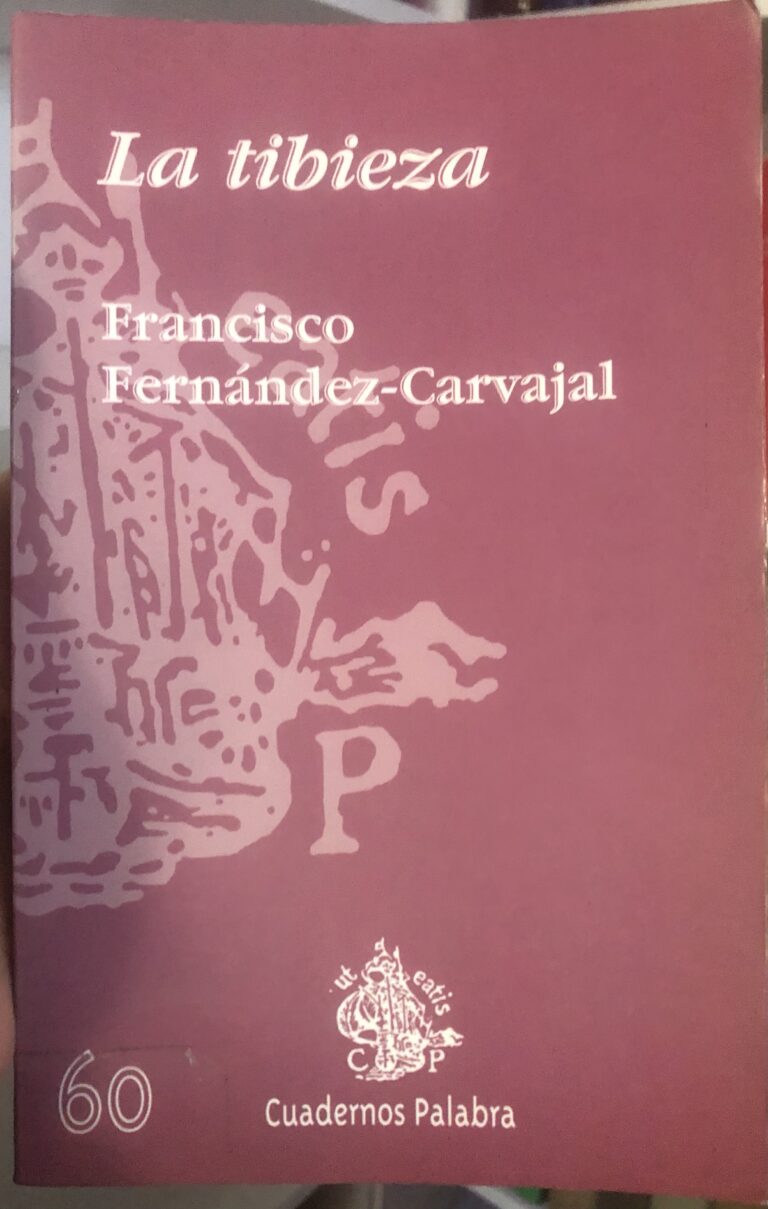 La tibieza
Francisco
Fernández-Carvajal
eatis
P
ut eatis
C P
60
Cuadernos Palabra